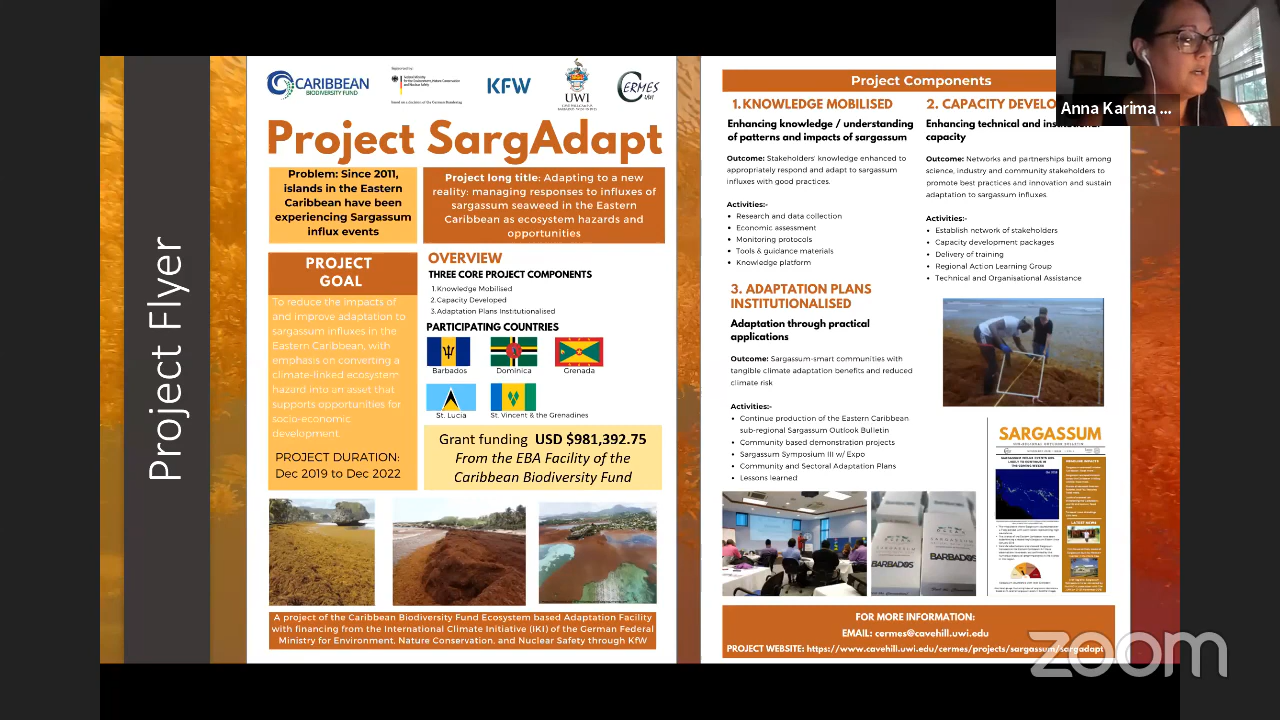 Project Flyer
CARIBBEAN
BIODIVERSITY FUND
Supported by:
based on a decision of the German Bundestag
KFW
UWI
CERMES
UWI
Project SargAdapt
Problem: Since 2011,
islands in the Eastern
Caribbean have been
experiencing Sargassum
influx events
Project long title: Adapting to a new
reality: managing responses to influxes of
sargassum seaweed in the Eastern
Caribbean as ecosystem hazards and
opportunities
PROJECT
GOAL
To reduce the impacts of
and improve adaptation to
sargassum influxes in the
Eastern Caribbean, with
emphasis on converting a
climate-linked ecosystem
hazard into an asset that
supports opportunities for
socio-economic
development.
PROJECT DURATION:
Dec 2019 to Dec 2022
OVERVIEW
THREE CORE PROJECT COMPONENTS
1.Knowledge Mobilised
2.Capacity Developed
3.Adaptation Plans Institutionalised
PARTICIPATING COUNTRIES
Barbados
Dominica
Grenada
St. Lucia
St. Vincent & the Grenadines
Grant funding USD $981,392.75
From the EBA Facility of the
Caribbean Biodiversity Fund
A project of the Caribbean Biodiversity Fund Ecosystem based Adaptation Facility
with financing from the International Climate Initiative (IKI) of the German Federal
Ministry for Environment, Nature Conservation, and Nuclear Safety through KfW
Project Components
1.KNOWLEDGE MOBILISED
Enhancing knowledge / understanding
of patterns and impacts of sargassum
Outcome: Stakeholders' knowledge enhanced to
appropriately respond and adapt to sargassum
influxes with good practices.
Activities:-
• Research and data collection
• Economic assessment
• Monitoring protocols
• Tools & guidance materials
• Knowledge platform
2. CAPACITY DEVELO
Enhancing technical and institutional
capacity
Outcome: Networks and partnerships built among
science, industry and community stakeholders to
promote best practices and innovation and sustain
adaptation to sargassum influxes.
Activities:-
• Establish network of stakeholders
• Capacity development packages
• Delivery of training
• Regional Action Learning Group
• Technical and Organisational Assistance
3. ADAPTATION PLANS
INSTITUTIONALISED
Adaptation through practical
applications
Outcome: Sargassum-smart communities with
tangible climate adaptation benefits and reduced
climate risk
Activities:-
• Continue production of the Eastern Caribbean
sub-regional Sargassum Outlook Bulletin
• Community based demonstration projects
• Sargassum Symposium III w/ Expo
• Community and Sectoral Adaptation Plans
• Lessons learned
SARGASSUM
LATEST NEWS
BARBADOS
BARBADOS
FOR MORE INFORMATION:
EMAIL: cermes@cavehill.uwi.edu
PROJECT WEBSITE: https://www.cavehill.uwi.edu/cermes/projects/sargassum/sargadapt
Anna Karima ...
zoom